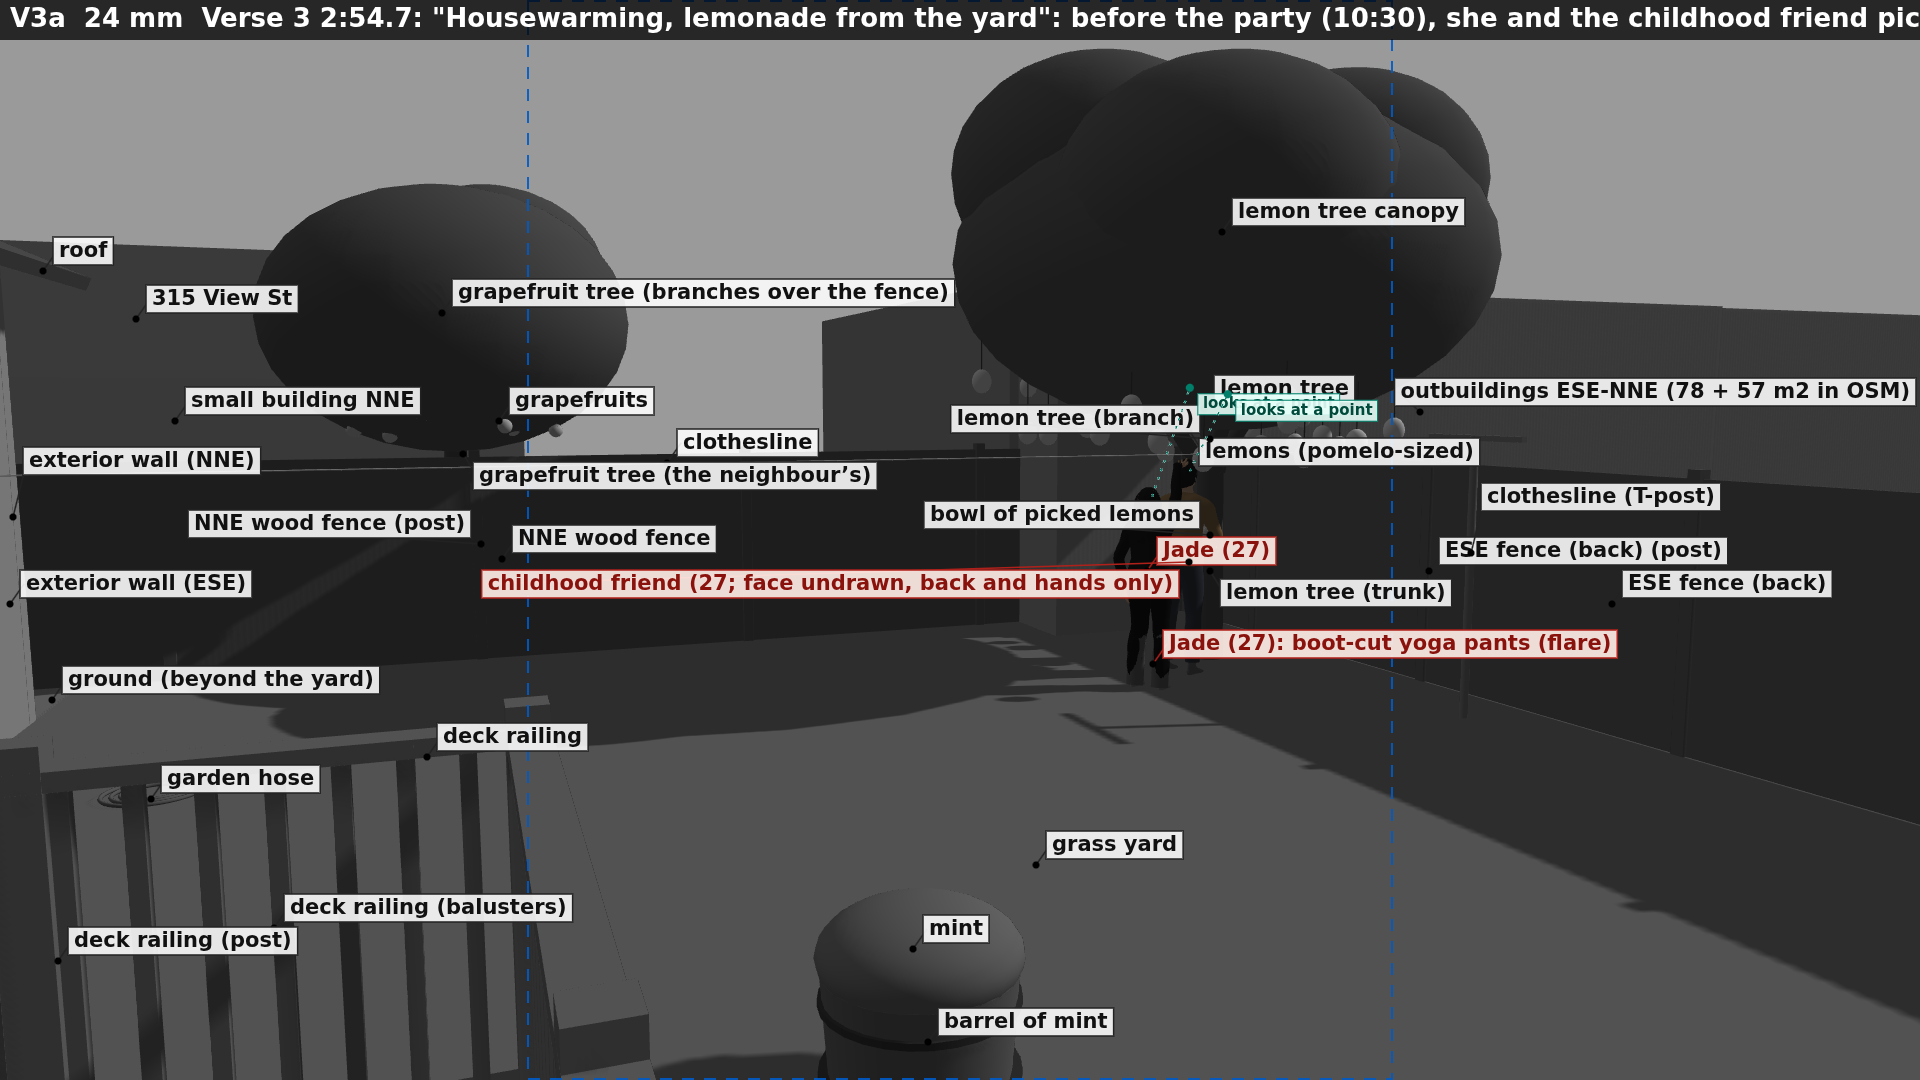 V3a 24 mm Verse 3 2:54.7: "Housewarming, lemonade from the yard": before the party (10:30), she and the childhood friend pic
lemon tree canopy
roof
315 View St
grapefruit tree (branches over the fence)
small building NNE
grapefruits
lemon tree
outbuildings ESE-NNE (78 + 57 m2 in OSM)
looks at a point
looks at a point
lemon tree (branch)
clothesline
lemons (pomelo-sized)
exterior wall (NNE)
grapefruit tree (the neighbour’s)
clothesline (T-post)
bowl of picked lemons
NNE wood fence (post)
NNE wood fence
Jade (27)
ESE fence (back) (post)
exterior wall (ESE)
childhood friend (27; face undrawn, back and hands only)
lemon tree (trunk)
ESE fence (back)
Jade (27): boot-cut yoga pants (flare)
ground (beyond the yard)
deck railing
garden hose
grass yard
deck railing (balusters)
mint
deck railing (post)
barrel of mint